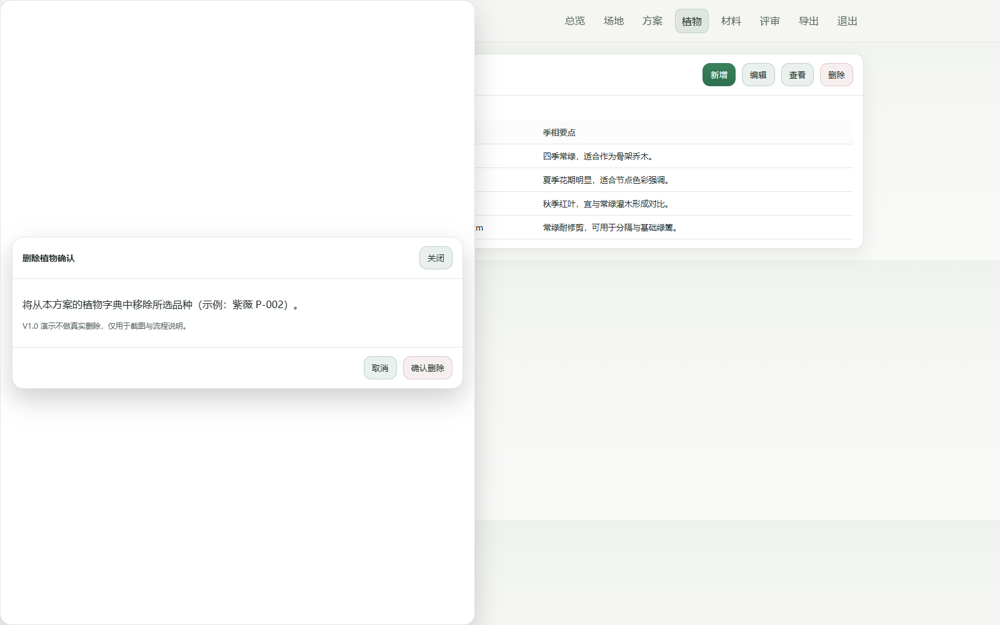 总览 场地 方案 植物 材料 评审 导出 退出
新增 编辑 查看 删除
季相要点
四季常绿，适合作为骨架乔木。
夏季花期明显，适合节点色彩强调。
秋季红叶，宜与常绿灌木形成对比。
m 常绿耐修剪，可用于分隔与基础绿篱。
删除植物确认 关闭
将从本方案的植物字典中移除所选品种（示例：紫薇 P-002）。
V1.0 演示不做真实删除，仅用于截图与流程说明。
取消 确认删除